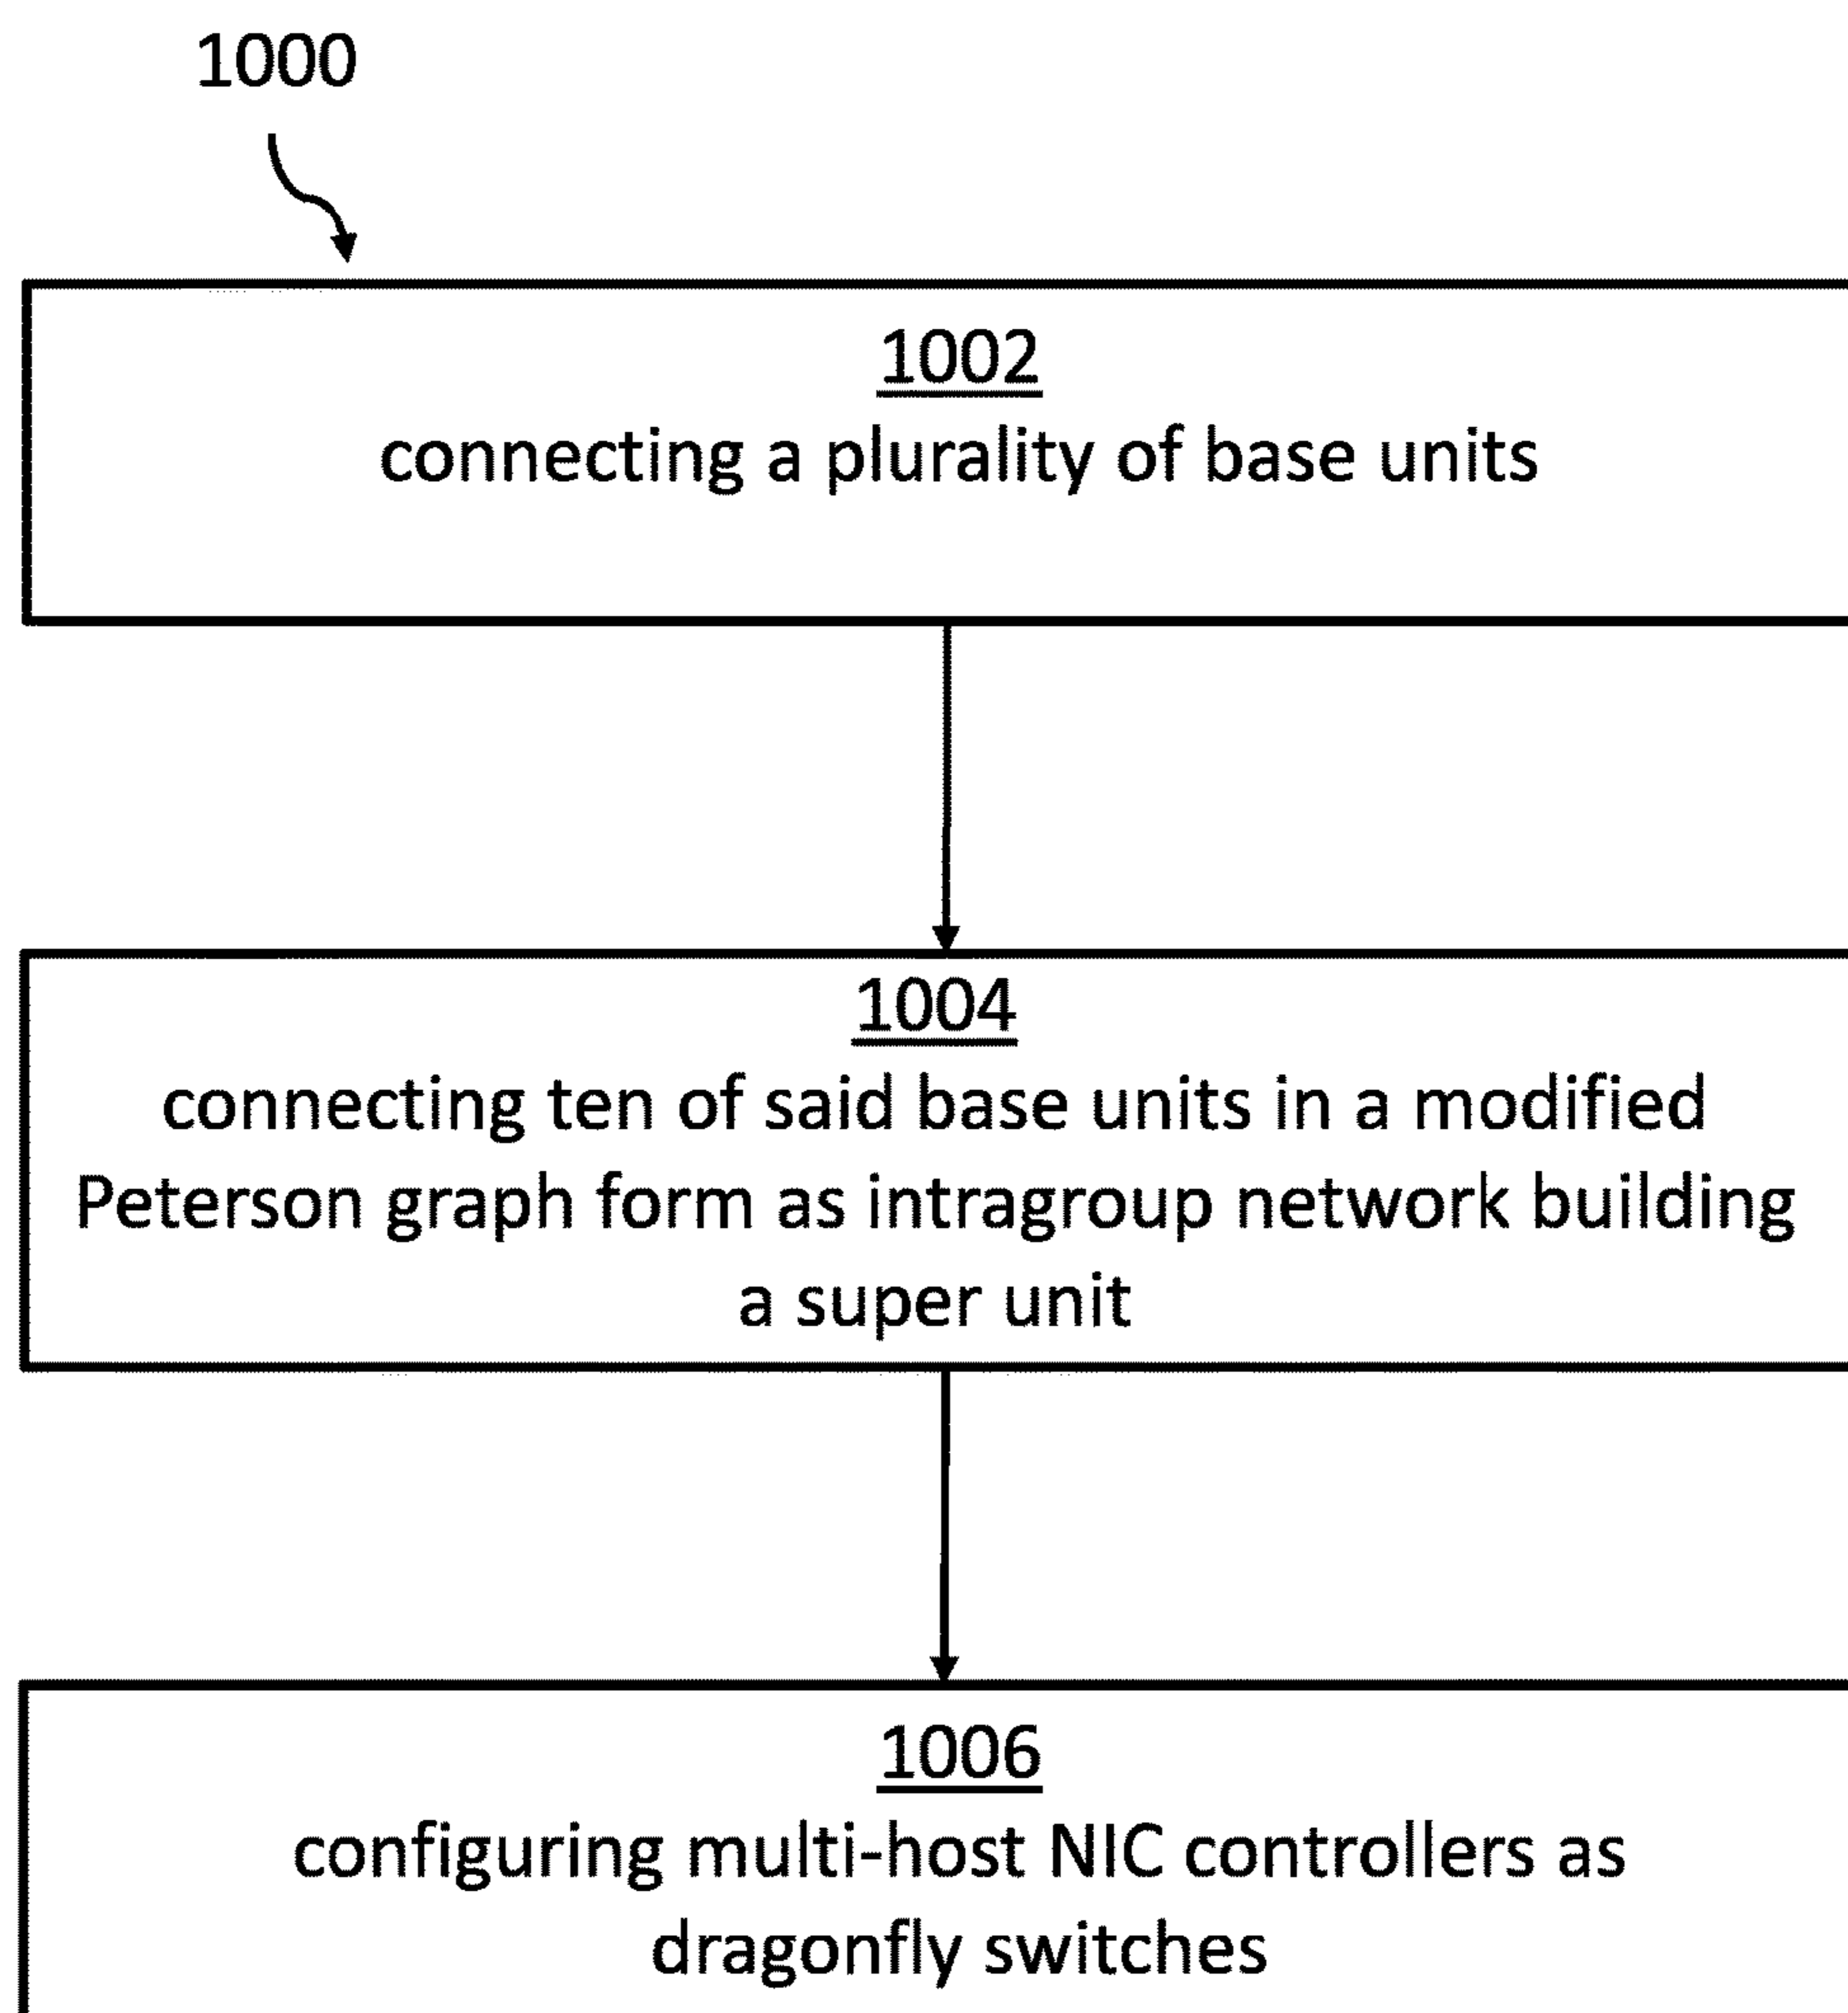 1000
1002
connecting a plurality of base units
1004
connecting ten of said base units in a modified
Peterson graph form as intragroup network building
a super unit
1006
configuring multi-host NIC controllers as
dragonfly switches